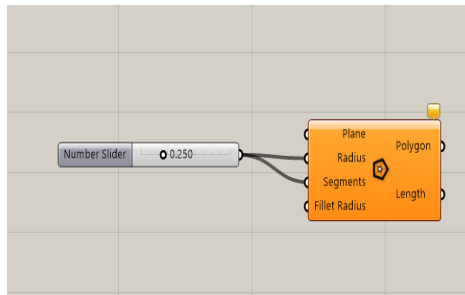 Number Slider
0.250
Plane
Radius
Segments
Fillet Radius
Polygon
Length